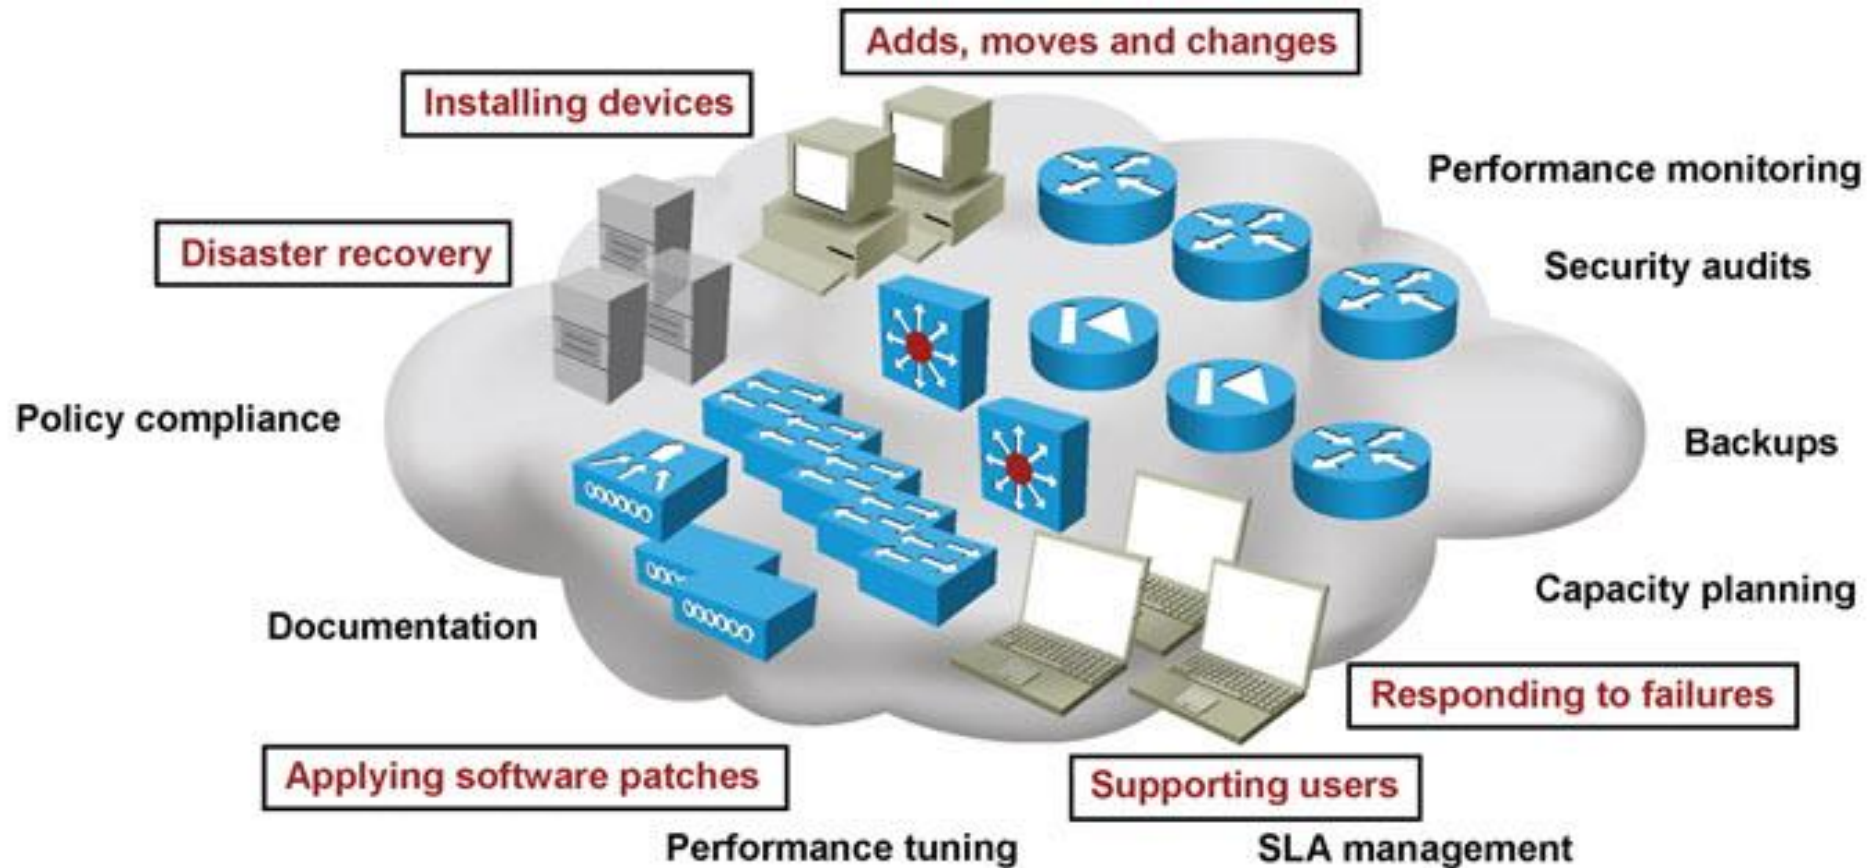 Adds, moves and changes
Installing devices
Performance monitoring
Disaster recovery
Security audits
Policy compliance
Backups
Capacity planning
Documentation
Responding to failures
Applying software patches
Supporting users
Performance tuning
SLA management